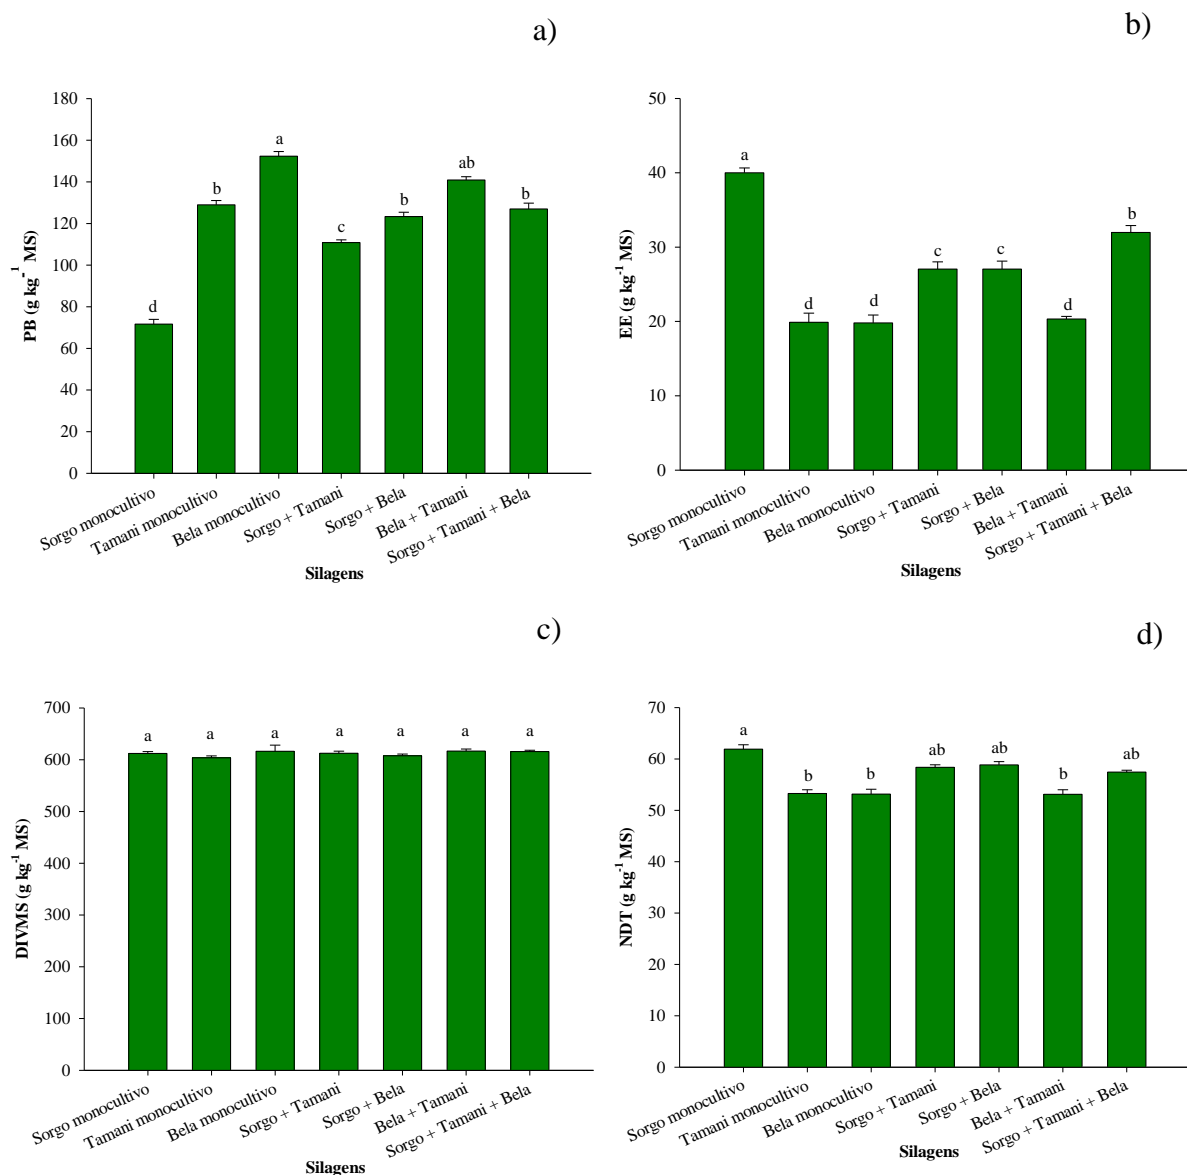 a)
180
160
140
120
100
80
60
40
20
0
PB (g kg⁻¹ MS)
d
b
a
c
b
ab
b
Sorgo monocultivo
Tamani monocultivo
Bela monocultivo
Sorgo + Tamani
Sorgo + Bela
Bela + Tamani
Sorgo + Tamani + Bela
Silagens
b)
50
40
30
20
10
0
EE (g kg⁻¹ MS)
a
d
d
c
c
d
b
Sorgo monocultivo
Tamani monocultivo
Bela monocultivo
Sorgo + Tamani
Sorgo + Bela
Bela + Tamani
Sorgo + Tamani + Bela
Silagens
c)
700
600
500
400
300
200
100
0
DIVMS (g kg⁻¹ MS)
a
a
a
a
a
a
a
Sorgo monocultivo
Tamani monocultivo
Bela monocultivo
Sorgo + Tamani
Sorgo + Bela
Bela + Tamani
Sorgo + Tamani + Bela
Silagens
d)
70
60
50
40
30
20
10
0
NDT (g kg⁻¹ MS)
a
b
b
ab
ab
b
ab
Sorgo monocultivo
Tamani monocultivo
Bela monocultivo
Sorgo + Tamani
Sorgo + Bela
Bela + Tamani
Sorgo + Tamani + Bela
Silagens